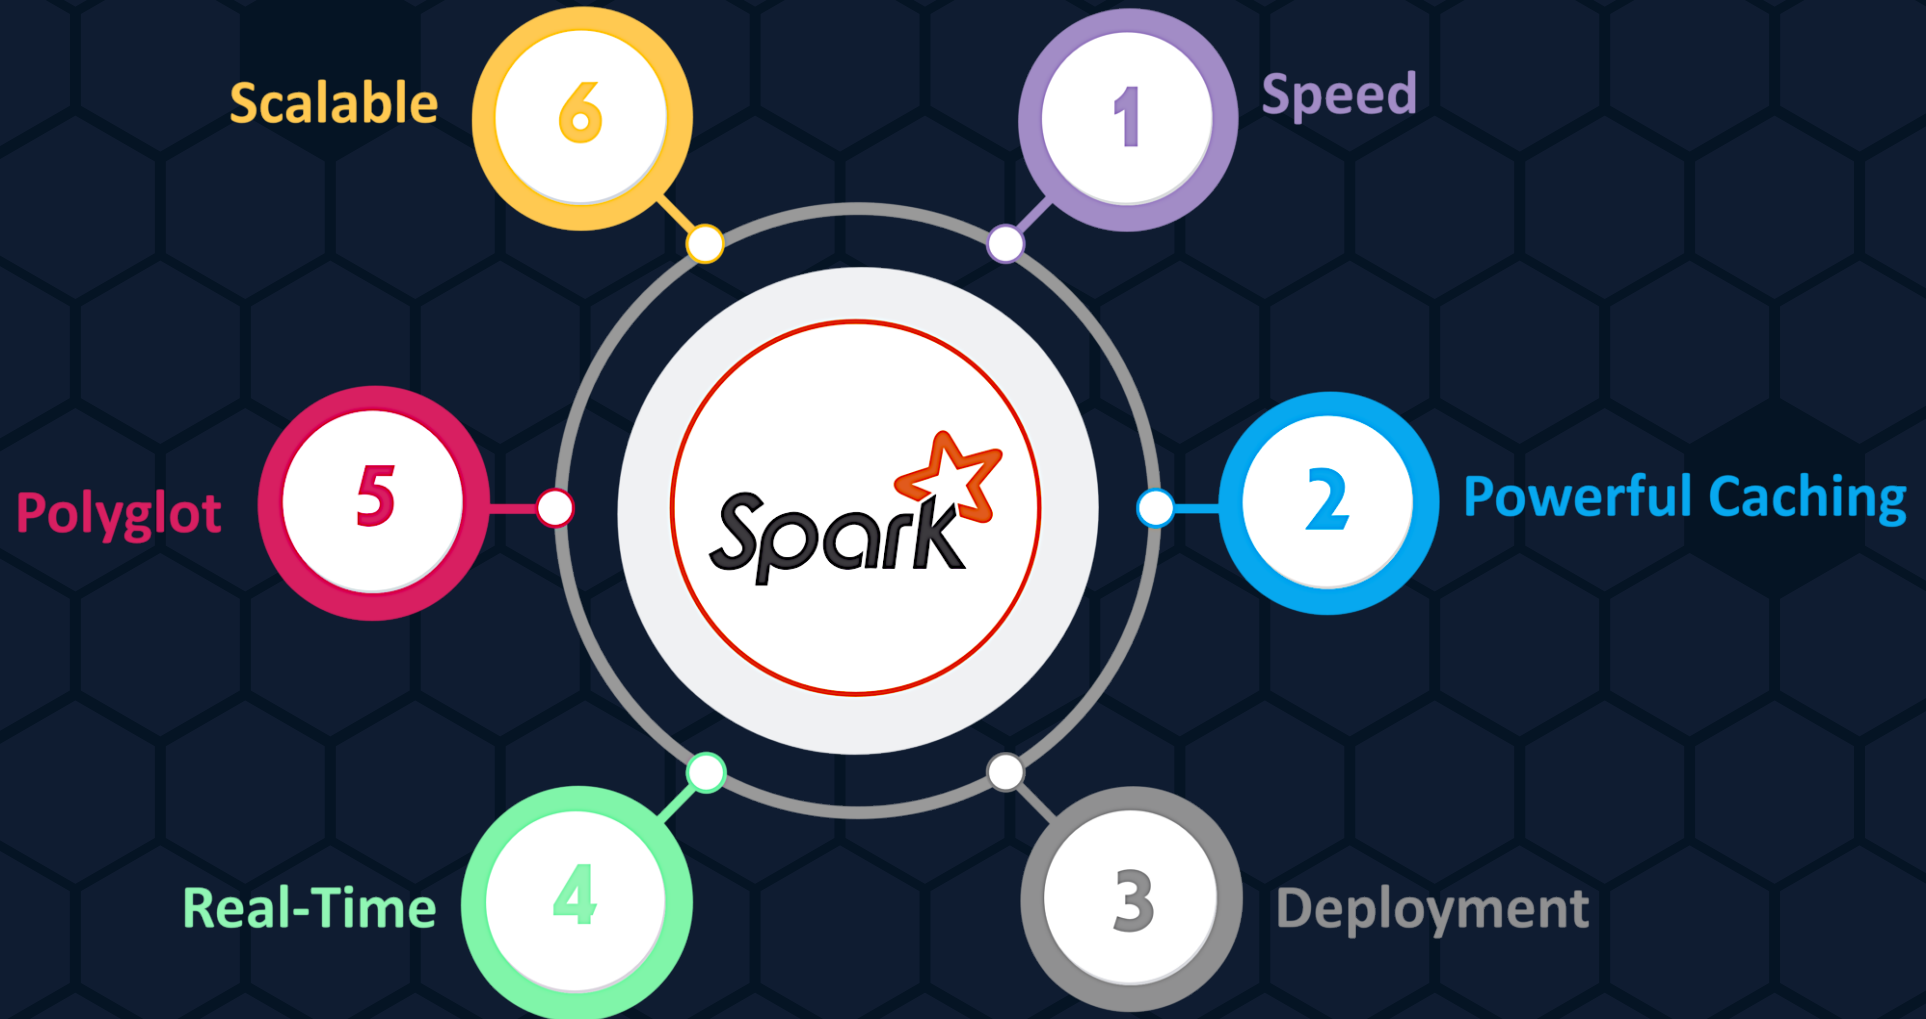 Scalable
6
1
Speed
Polyglot
5
Spark
2
Powerful Caching
Real-Time
4
3
Deployment